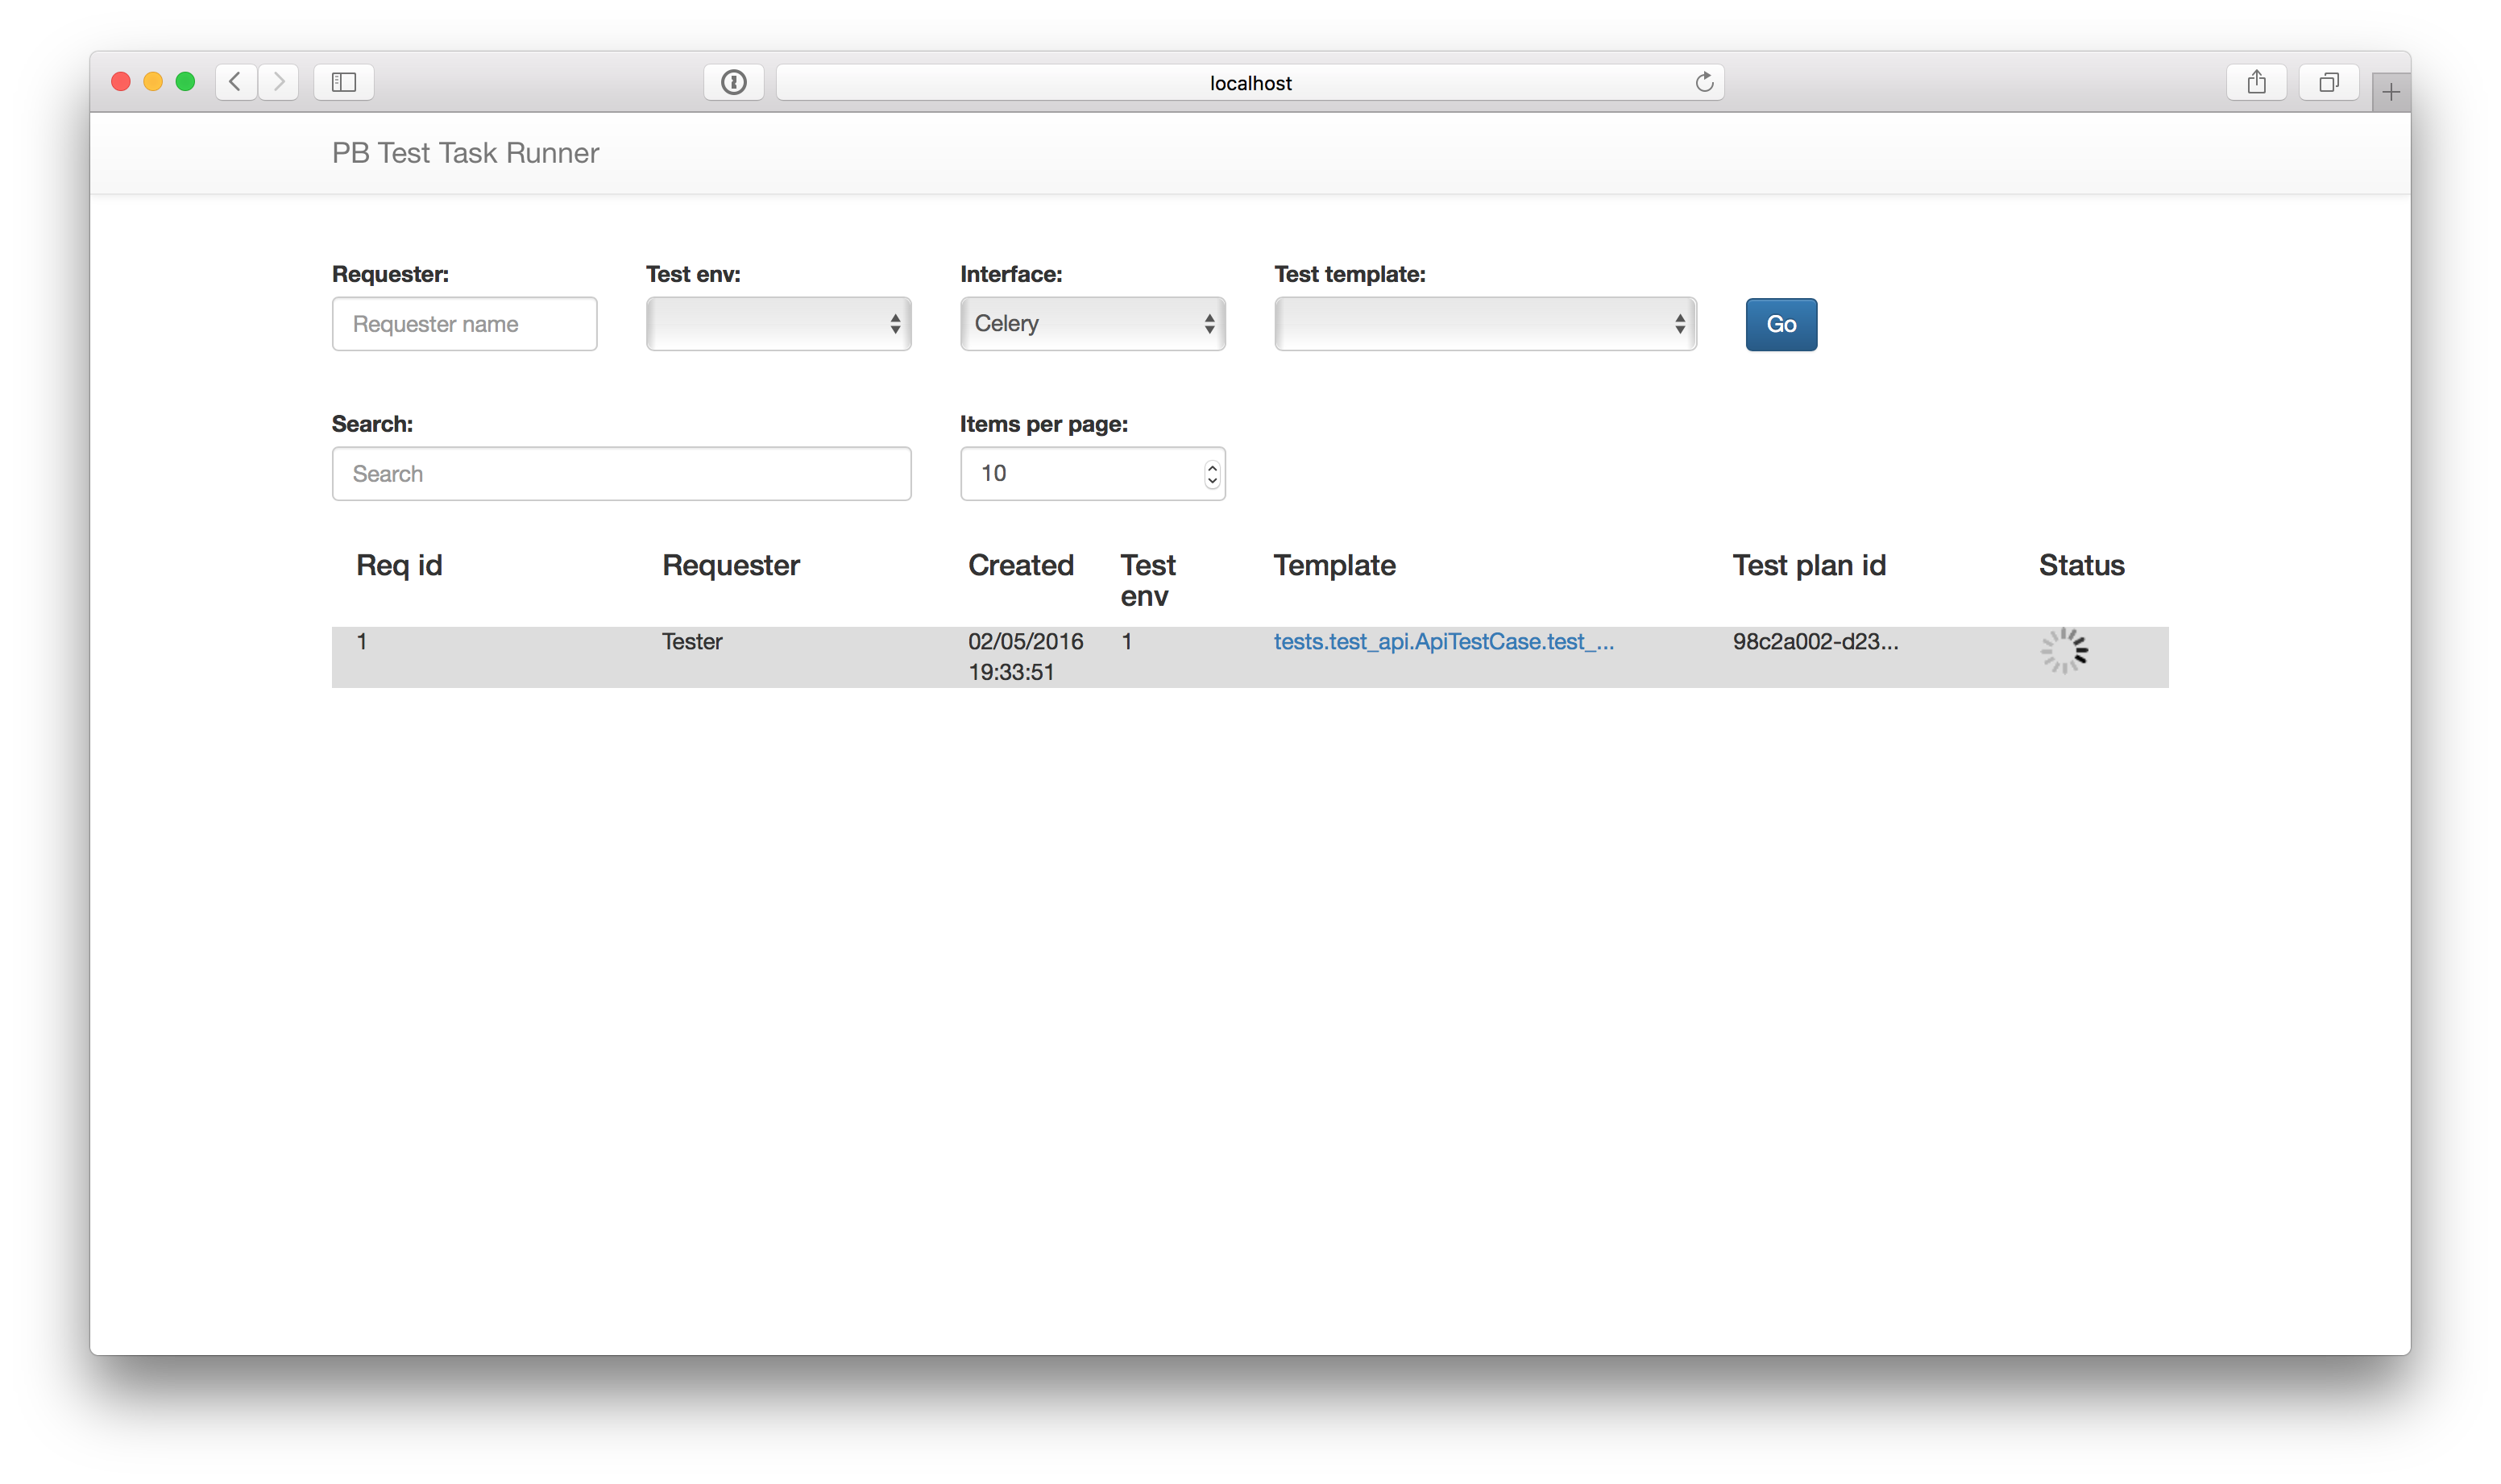 localhost
PB Test Task Runner
Requester: Test env: Interface: Test template:
Requester name Celery Go
Search: Items per page:
Search 10
Req id Requester Created Test env Template Test plan id Status
1 Tester 02/05/2016 19:33:51 1 tests.test_api.ApiTestCase.test_... 98c2a002-d23...